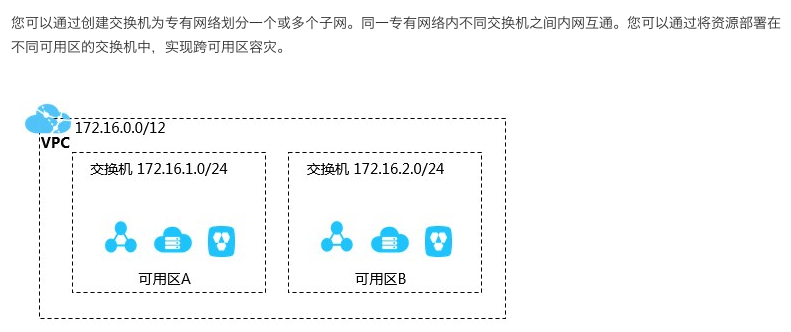 您可以通过创建交换机为专有网络划分一个或多个子网。同一专有网络内不同交换机之间内网互通。您可以通过将资源部署在
不同可用区的交换机中，实现跨可用区容灾。
172.16.0.0/12
VPC
交换机 172.16.1.0/24
交换机 172.16.2.0/24
可用区A
可用区B